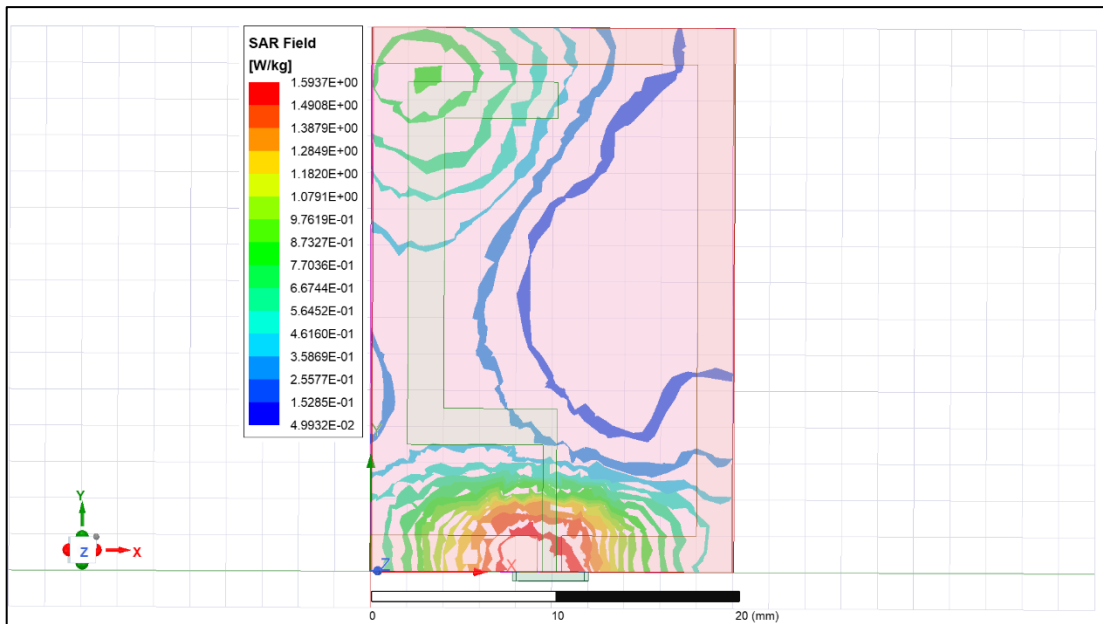 SAR Field
[W/kg]
1.5937E+00
1.4908E+00
1.3879E+00
1.2849E+00
1.1820E+00
1.0791E+00
9.7619E-01
8.7327E-01
7.7036E-01
6.6744E-01
5.6452E-01
4.6160E-01
3.5869E-01
2.5577E-01
1.5285E-01
4.9932E-02
Y
Z
X
Z
X
0
10
20 (mm)